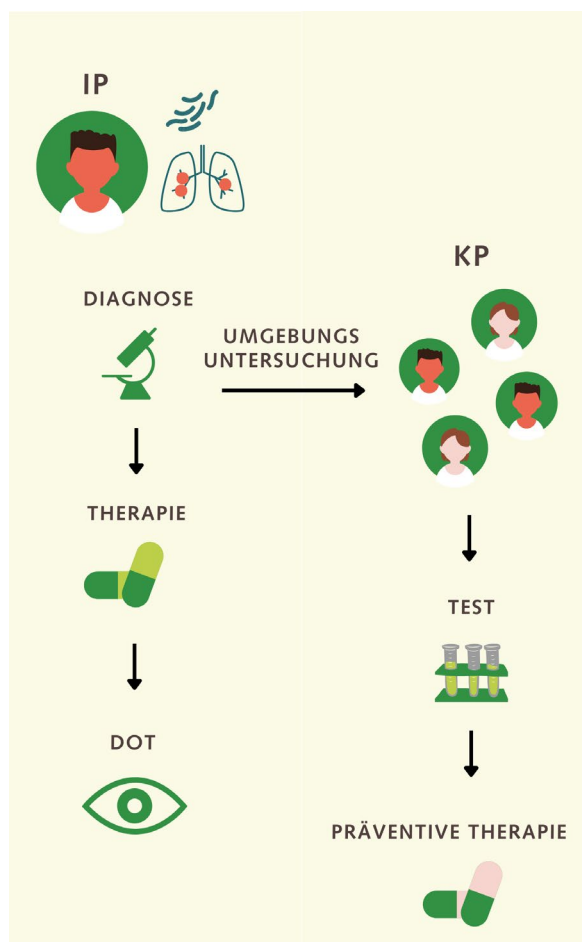 IP
DIAGNOSE
THERAPIE
DOT
UMGEBUNGS
UNTERSUCHUNG
KP
TEST
PRÄVENTIVE THERAPIE